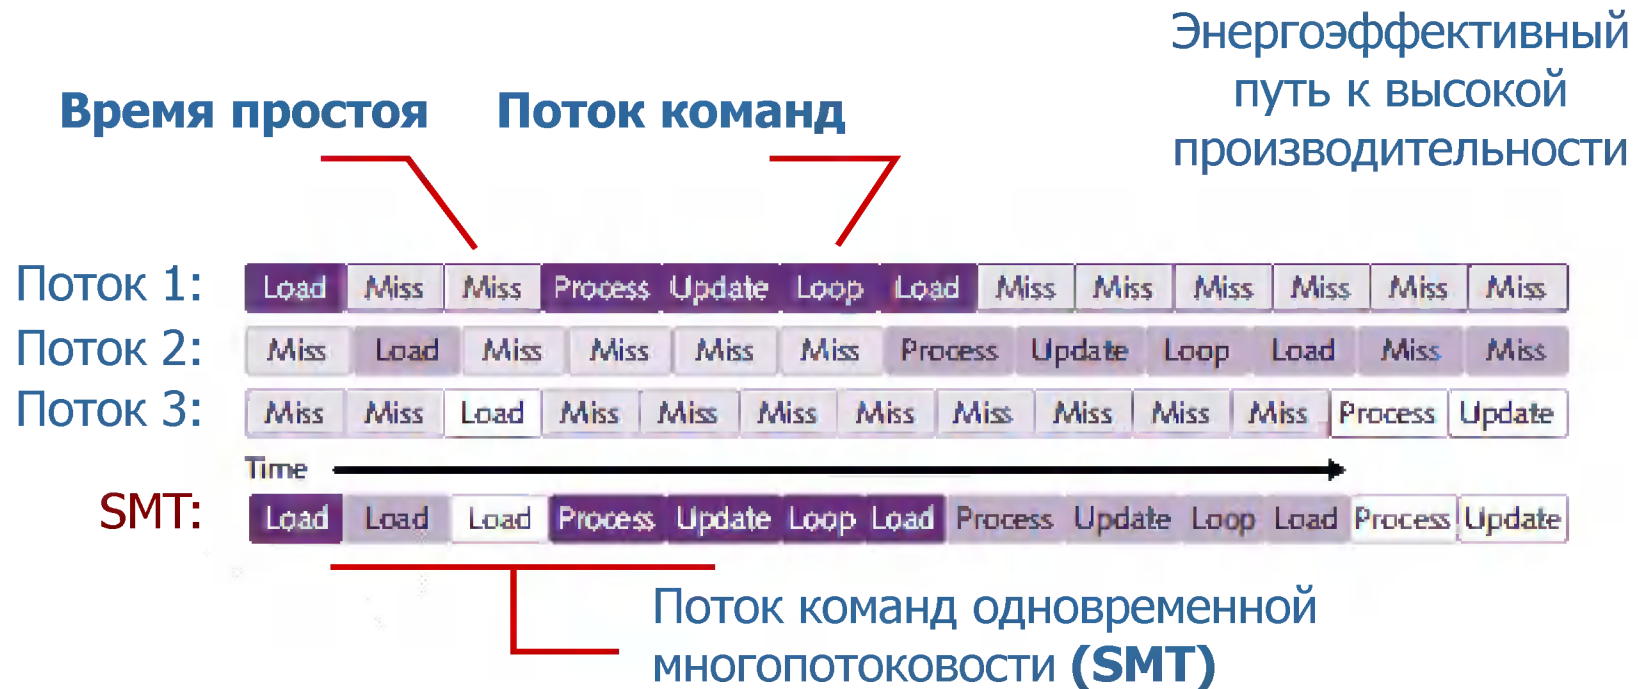 Энергоэффективный
путь к высокой
производительности
Время простоя Поток команд
Поток 1: Load Miss Miss Process Update Loop Load Miss Miss Miss Miss Miss Miss
Поток 2: Miss Load Miss Miss Miss Miss Process Update Loop Load Miss Miss
Поток 3: Miss Miss Load Miss Miss Miss Miss Miss Miss Miss Miss Process Update
Time
SMT: Load Load Load Process Update Loop Load Process Update Loop Load Process Update
Поток команд одновременной
многопотоковости (SMT)